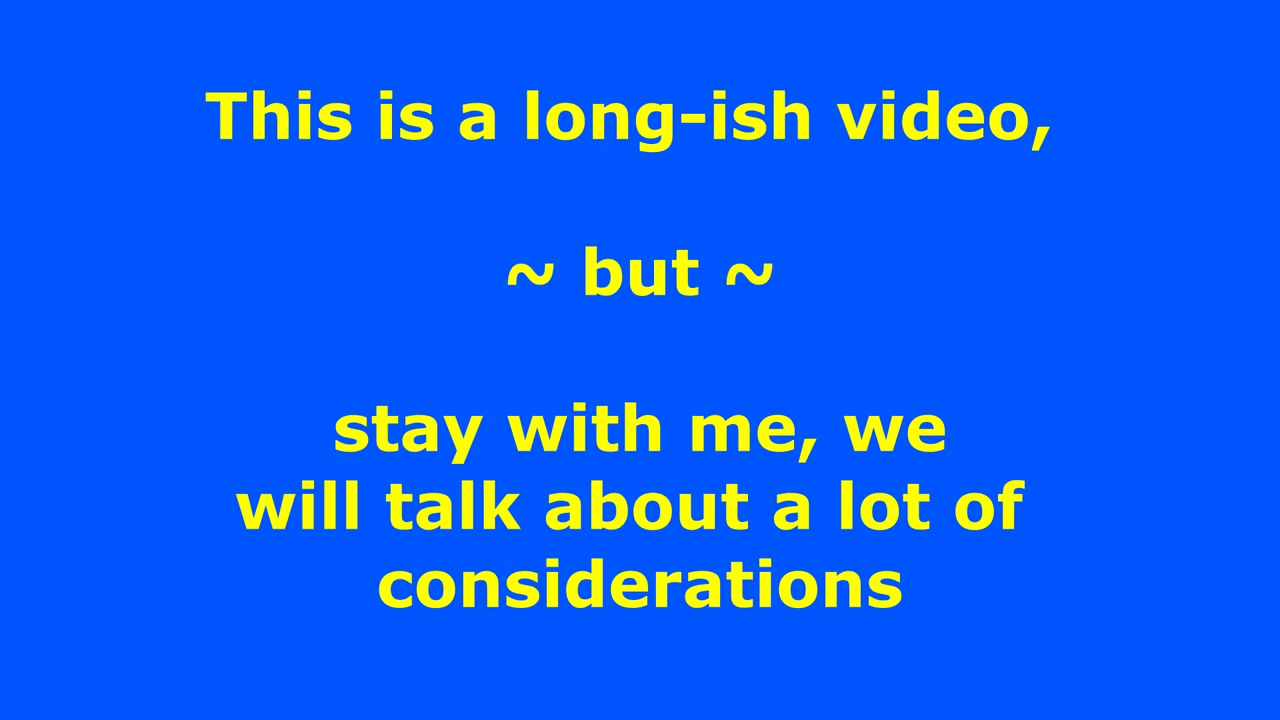 This is a long-ish video,
~ but ~
stay with me, we
will talk about a lot of
considerations